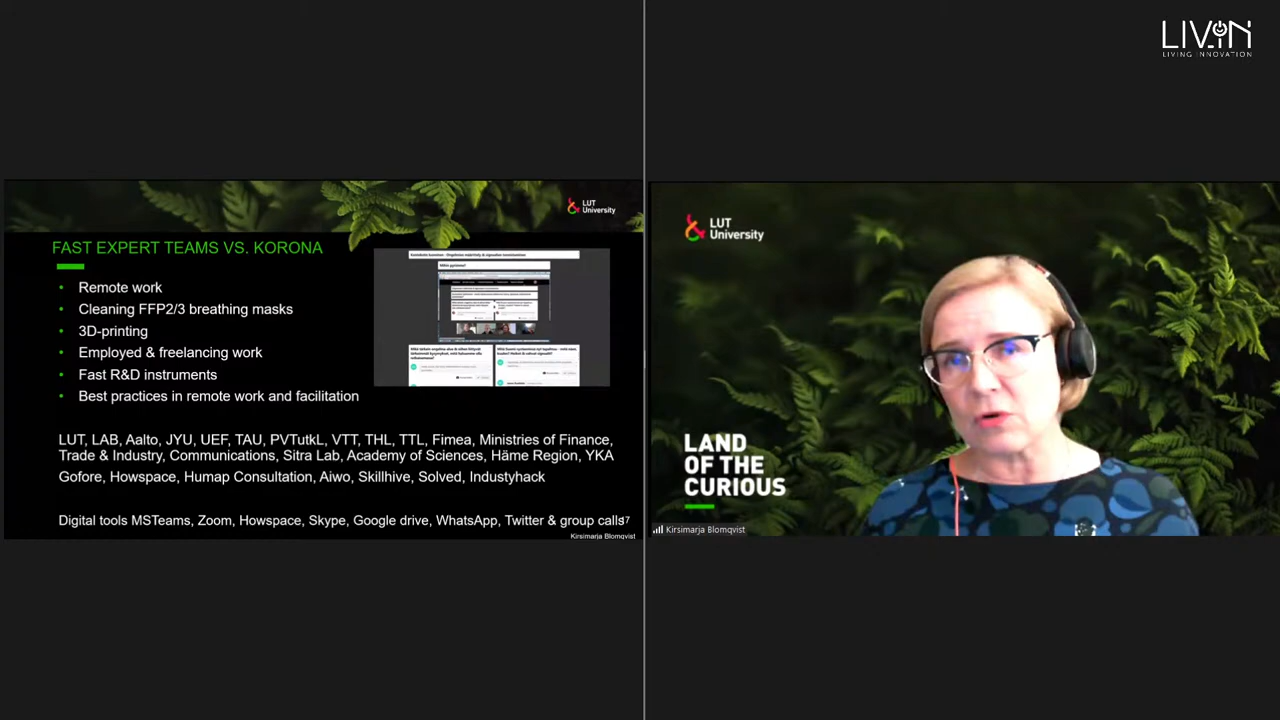 LIVIN
LIVING INNOVATION
LUT
University
FAST EXPERT TEAMS VS. KORONA
• Remote work
• Cleaning FFP2/3 breathing masks
• 3D-printing
• Employed & freelancing work
• Fast R&D instruments
• Best practices in remote work and facilitation
LUT, LAB, Aalto, JYU, UEF, TAU, PVTutkL, VTT, THL, TTL, Fimea, Ministries of Finance,
Trade & Industry, Communications, Sitra Lab, Academy of Sciences, Häme Region, YKA
Gofore, Howspace, Humap Consultation, Aiwo, Skillhive, Solved, Industyhack
Digital tools MSTeams, Zoom, Howspace, Skype, Google drive, WhatsApp, Twitter & group calls
Kirsimarja Blomqvist
LUT
University
LAND
OF THE
CURIOUS
Kirsimarja Blomqvist